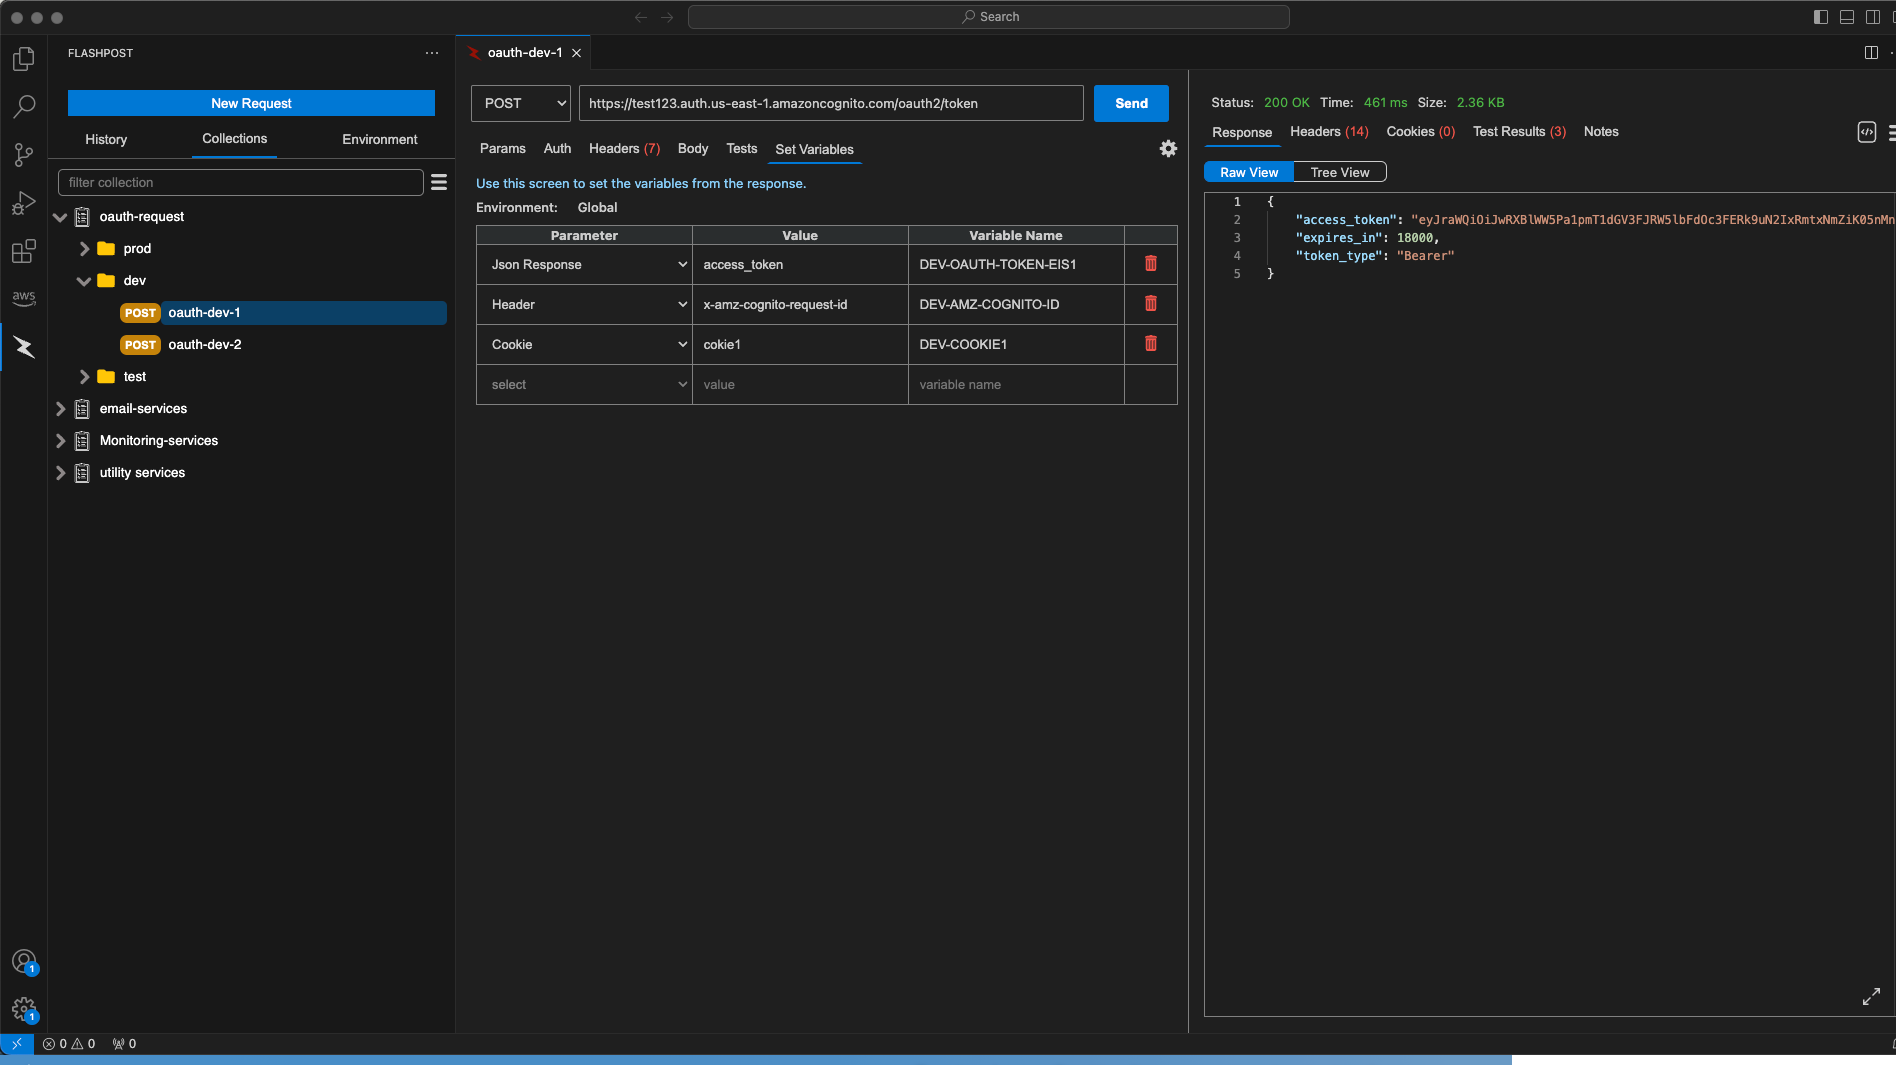 Search
FLASHPOST
New Request
History Collections Environment
filter collection
oauth-request
prod
dev
POST oauth-dev-1
POST oauth-dev-2
test
email-services
Monitoring-services
utility services
aws
1
1
0 0 0
oauth-dev-1
POST https://test123.auth.us-east-1.amazoncognito.com/oauth2/token Send
Params Auth Headers (7) Body Tests Set Variables
Use this screen to set the variables from the response.
Environment: Global
Parameter Value Variable Name
Json Response access_token DEV-OAUTH-TOKEN-EIS1
Header x-amz-cognito-request-id DEV-AMZ-COGNITO-ID
Cookie cokie1 DEV-COOKIE1
select value variable name
Status: 200 OK Time: 461 ms Size: 2.36 KB
Response Headers (14) Cookies (0) Test Results (3) Notes
Raw View Tree View
1 {
2 "access_token": "eyJraWQiOiJwRXBlWW5Pa1pmT1dGV3FJRW5lbFdOc3FERk9uN2IxRmtxNmZiK05nMn
3 "expires_in": 18000,
4 "token_type": "Bearer"
5 }